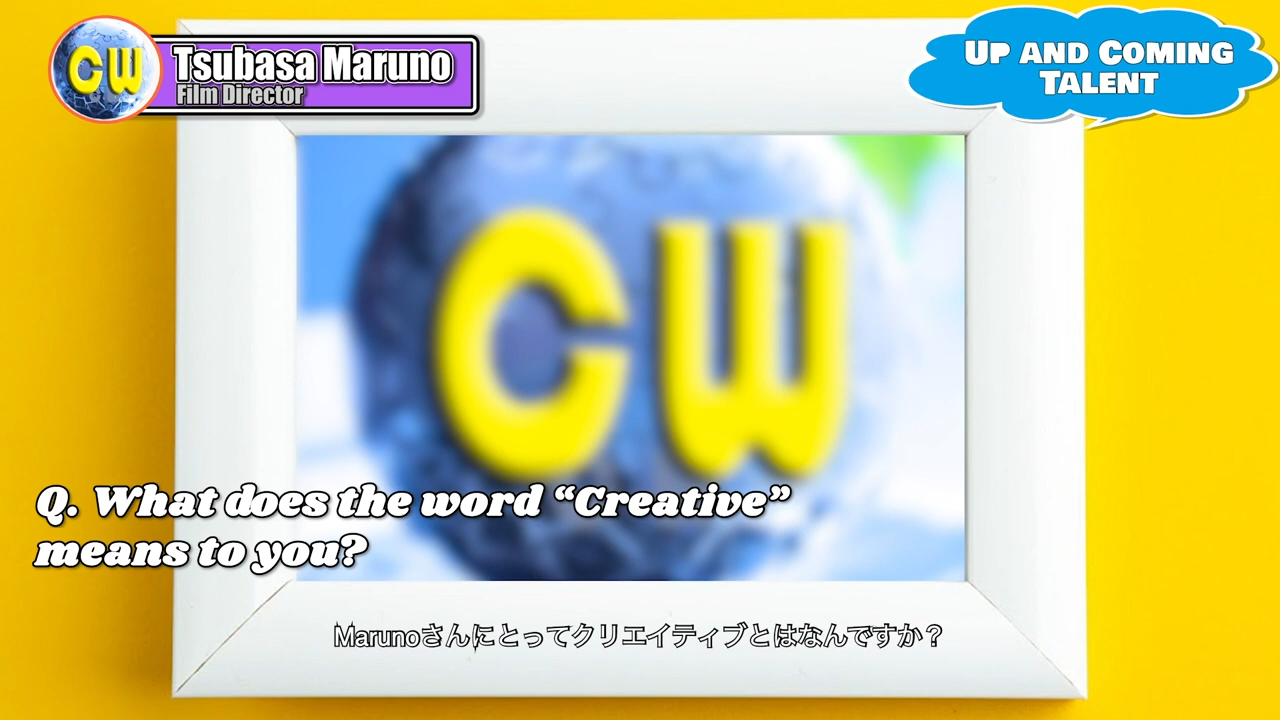 CW
Tsubasa Maruno
Film Director
Up and Coming
Talent
CW
Q. What does the word “Creative”
means to you?
Marunoさんにとってクリエイティブとはなんですか？